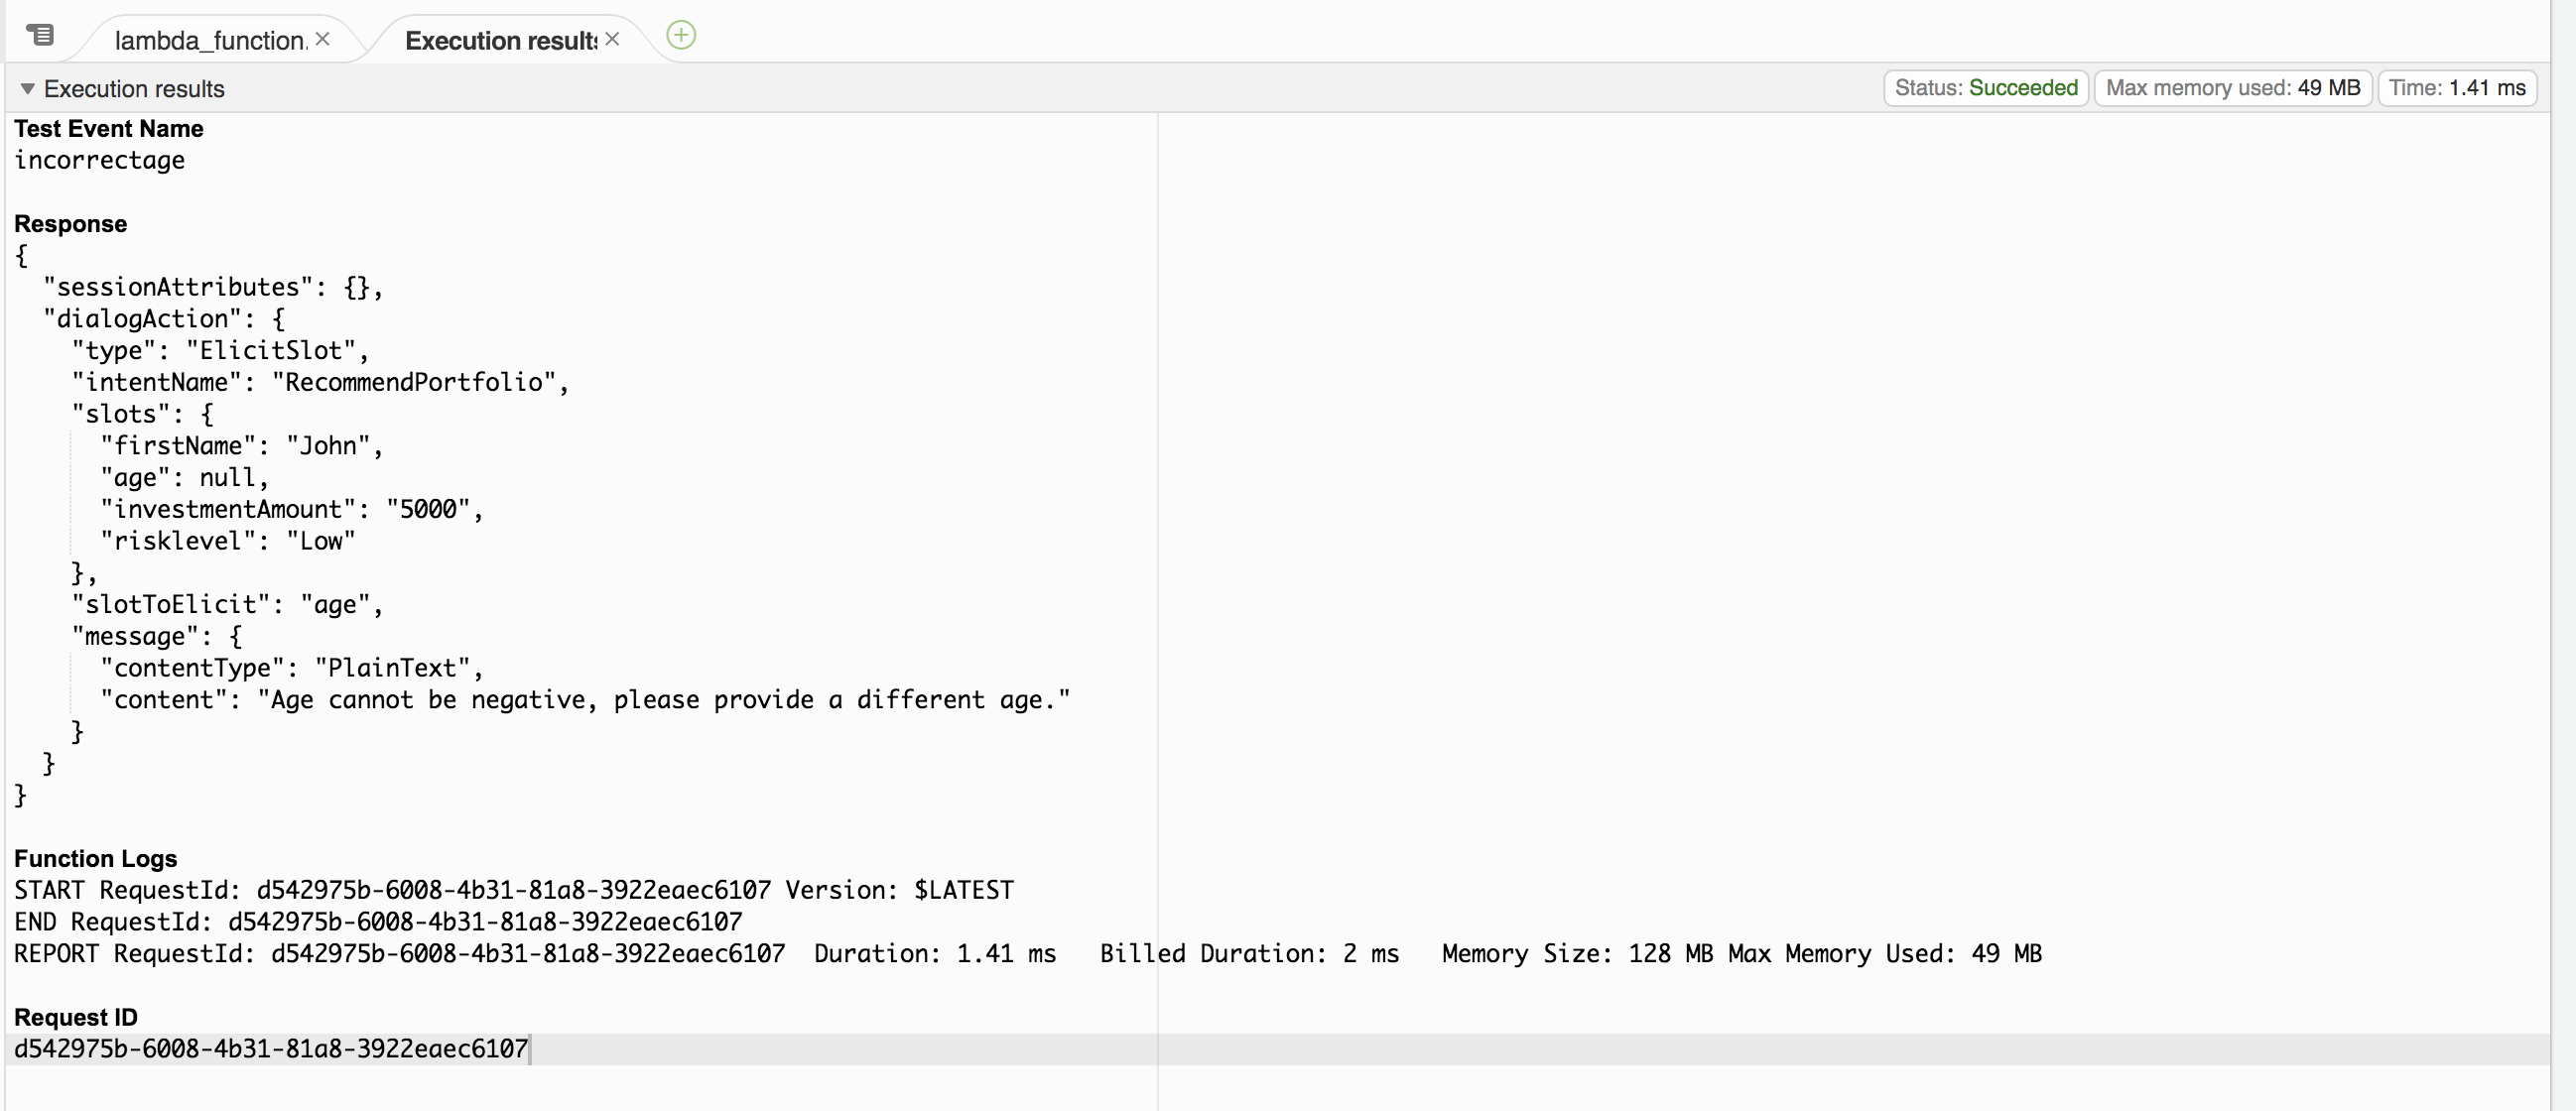 lambda_function.
Execution results
Execution results
Status: Succeeded
Max memory used: 49 MB
Time: 1.41 ms
Test Event Name
incorrectage
Response
{
  "sessionAttributes": {},
  "dialogAction": {
    "type": "ElicitSlot",
    "intentName": "RecommendPortfolio",
    "slots": {
      "firstName": "John",
      "age": null,
      "investmentAmount": "5000",
      "risklevel": "Low"
    },
    "slotToElicit": "age",
    "message": {
      "contentType": "PlainText",
      "content": "Age cannot be negative, please provide a different age."
    }
  }
}
Function Logs
START RequestId: d542975b-6008-4b31-81a8-3922eaec6107 Version: $LATEST
END RequestId: d542975b-6008-4b31-81a8-3922eaec6107
REPORT RequestId: d542975b-6008-4b31-81a8-3922eaec6107  Duration: 1.41 ms   Billed Duration: 2 ms   Memory Size: 128 MB Max Memory Used: 49 MB
Request ID
d542975b-6008-4b31-81a8-3922eaec6107